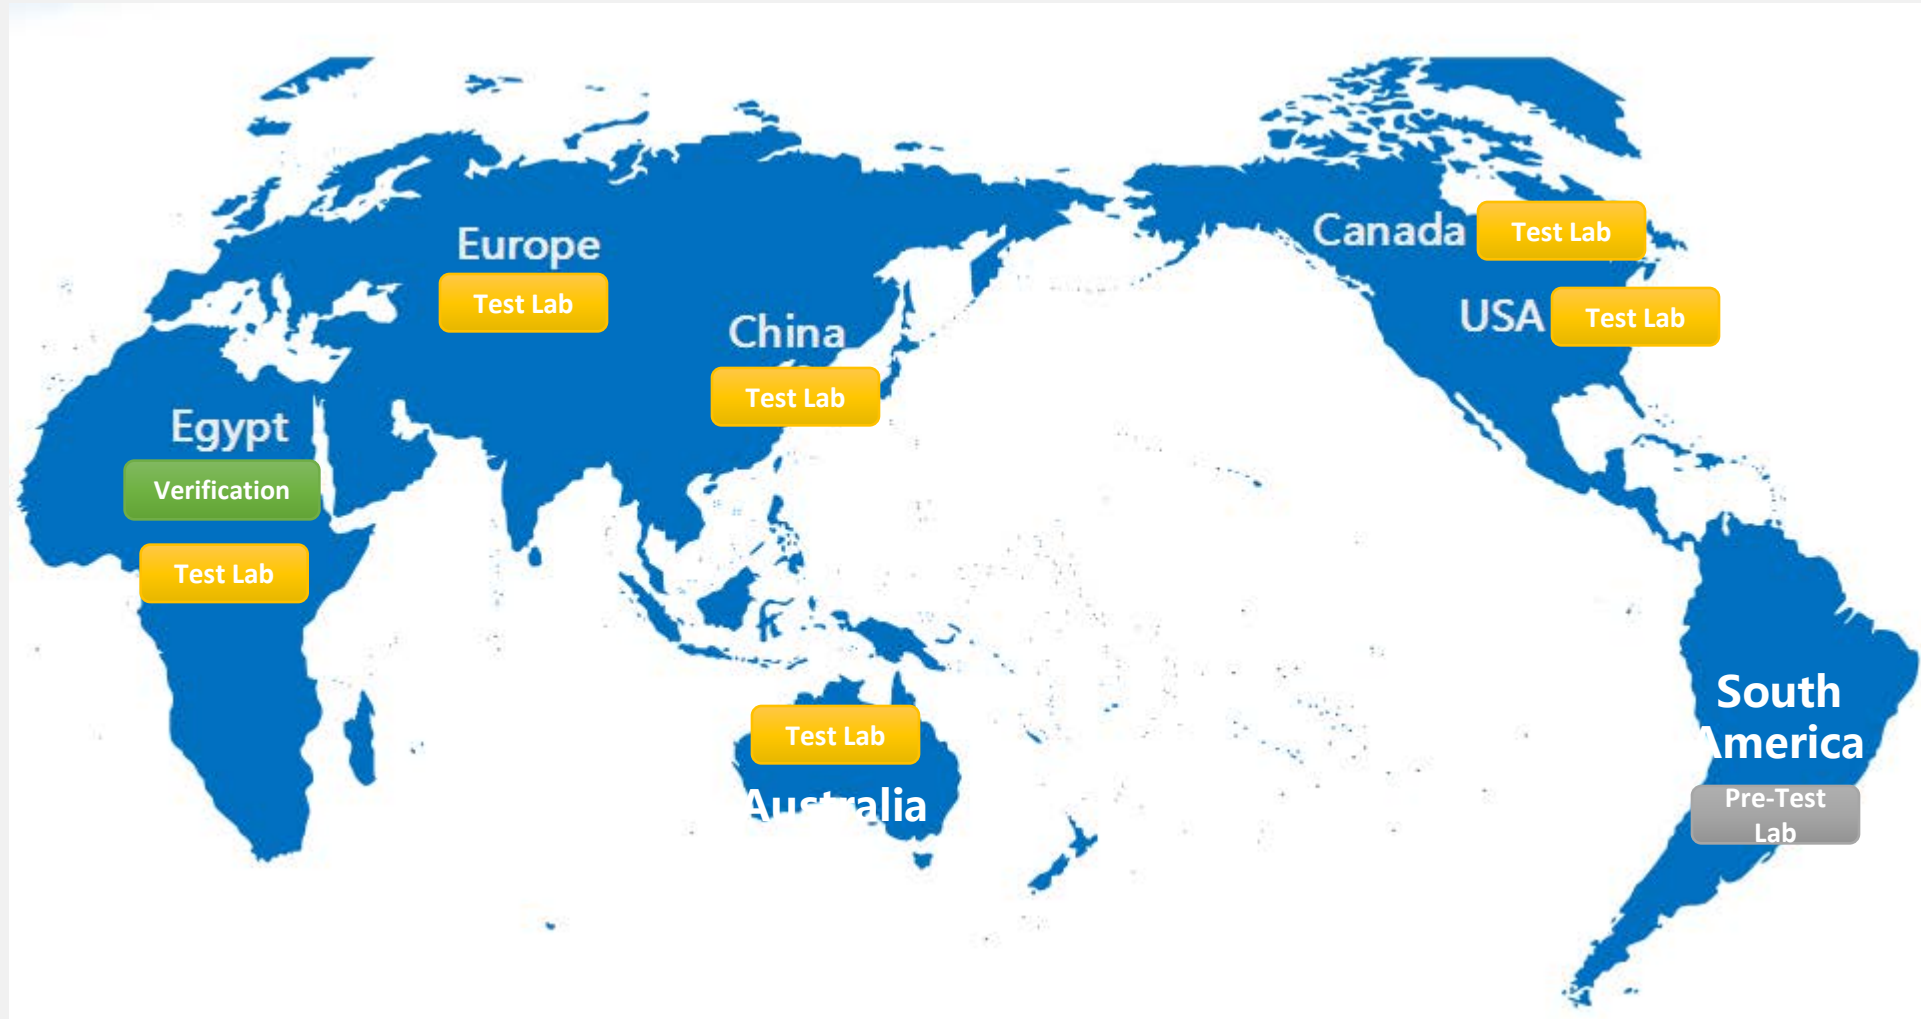 Europe
Test Lab
China
Test Lab
Egypt
Verification
Test Lab
Test Lab
Australia
Canada
Test Lab
USA
Test Lab
South
America
Pre-Test
Lab